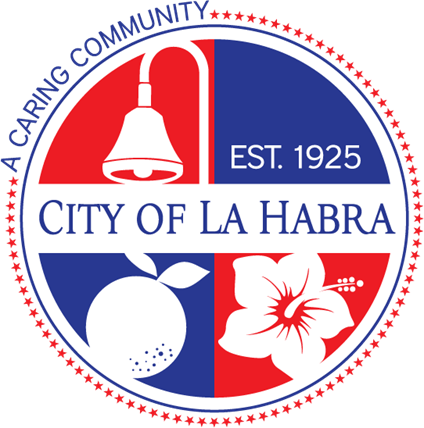 A CARING COMMUNITY
EST. 1925
CITY OF LA HABRA